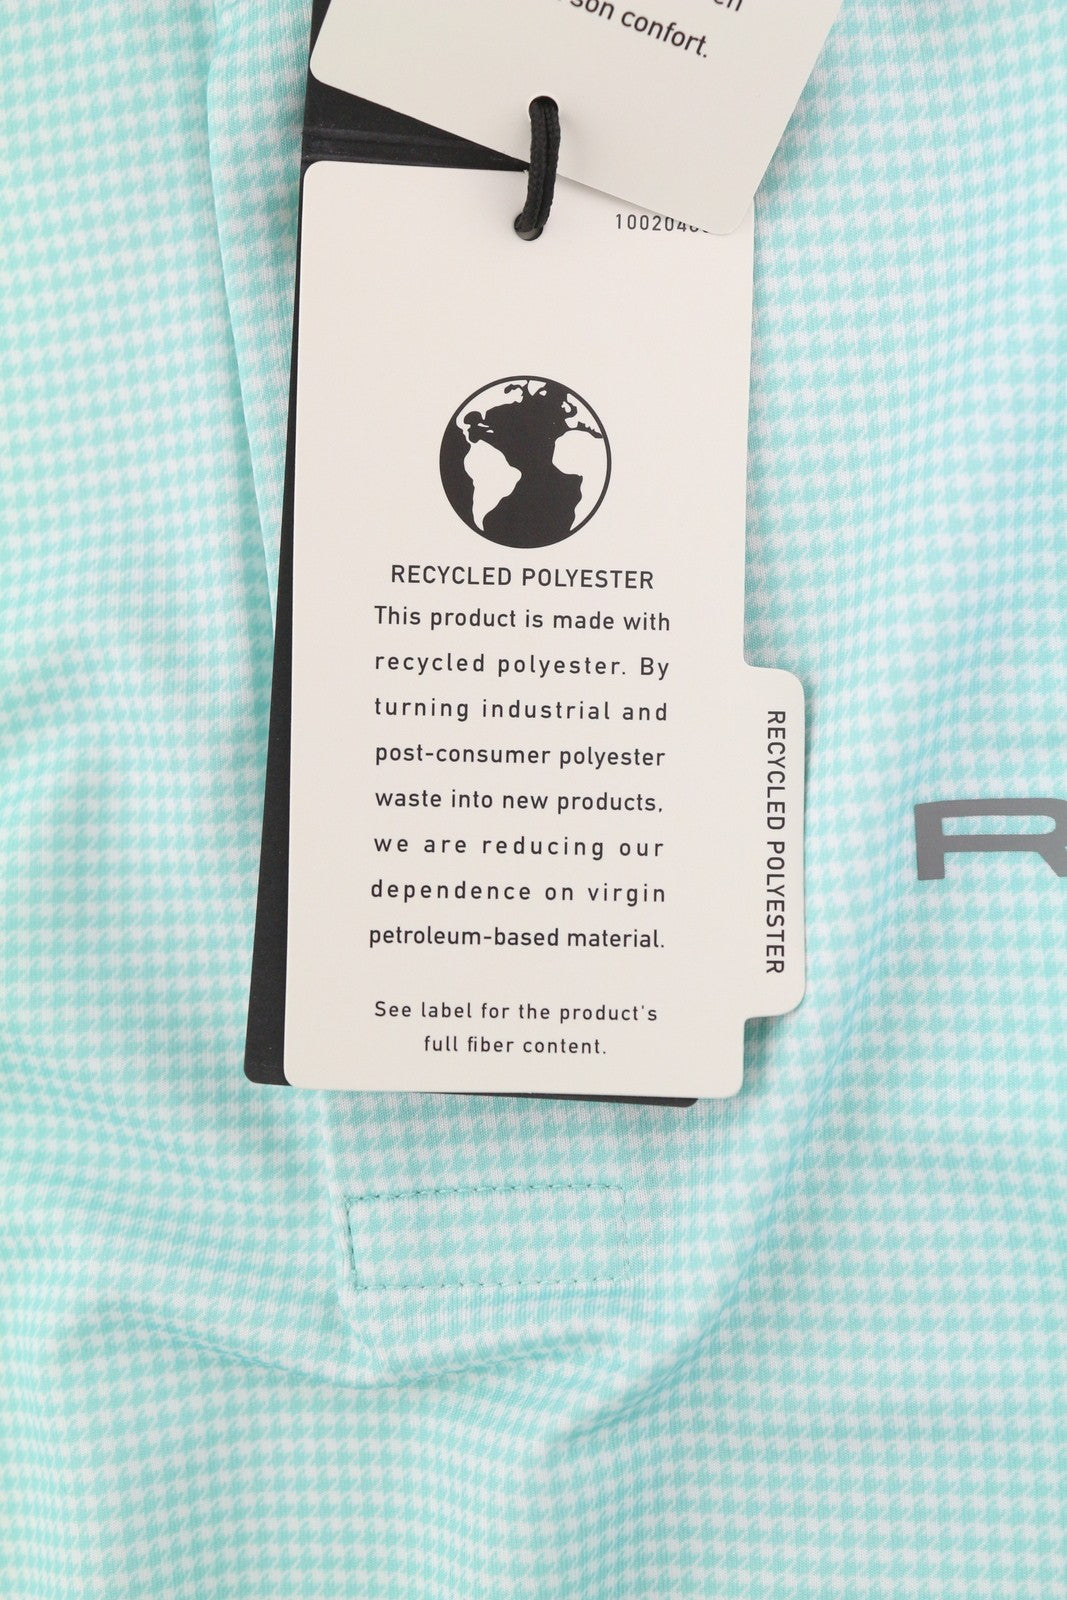 son confort.
RECYCLED POLYESTER
This product is made with
recycled polyester. By
turning industrial and
post-consumer polyester
waste into new products,
we are reducing our
dependence on virgin
petroleum-based material.
See label for the product's
full fiber content.
RECYCLED POLYESTER
R